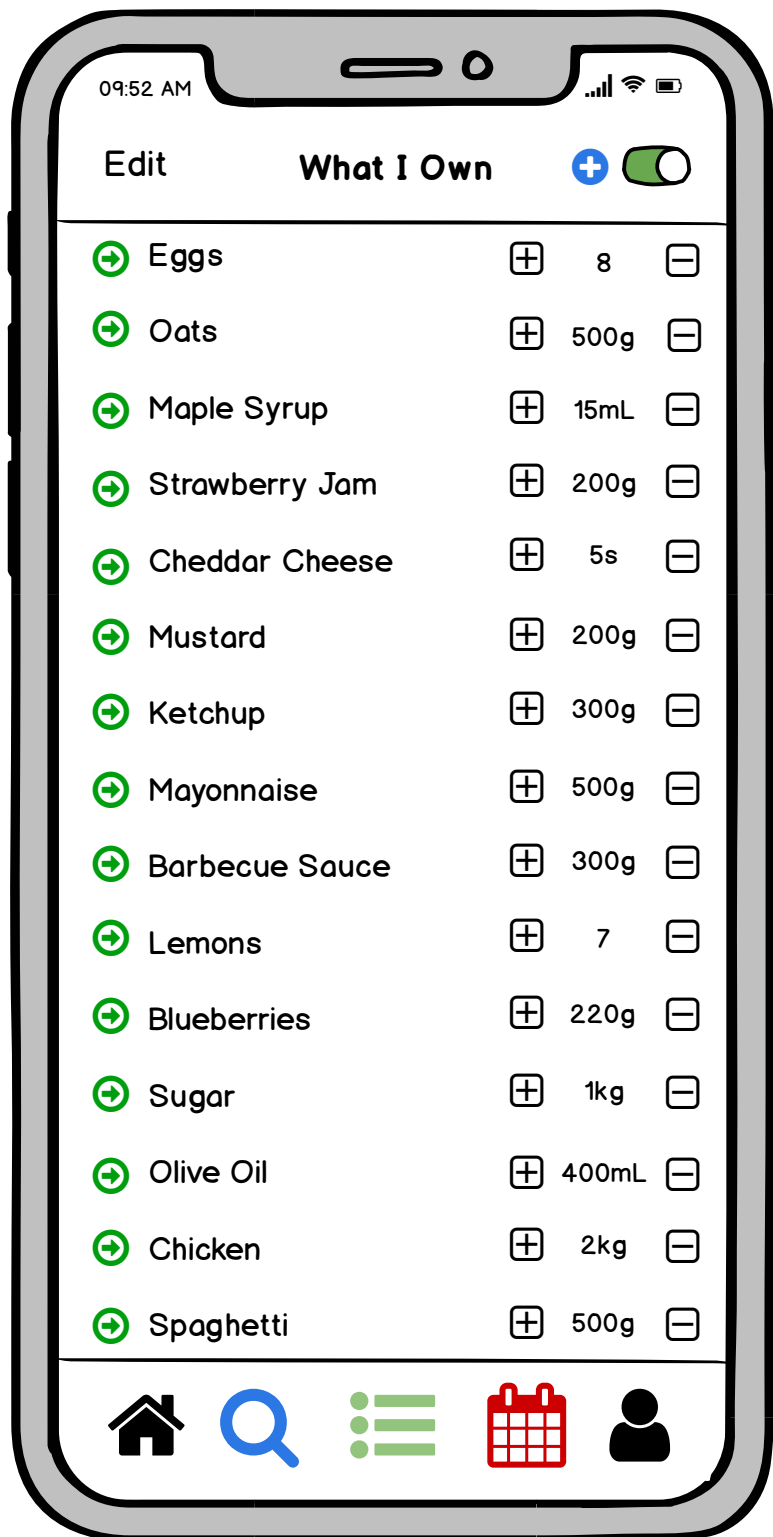 09:52 AM
Edit What I Own
Eggs 8
Oats 500g
Maple Syrup 15mL
Strawberry Jam 200g
Cheddar Cheese 5s
Mustard 200g
Ketchup 300g
Mayonnaise 500g
Barbecue Sauce 300g
Lemons 7
Blueberries 220g
Sugar 1kg
Olive Oil 400mL
Chicken 2kg
Spaghetti 500g